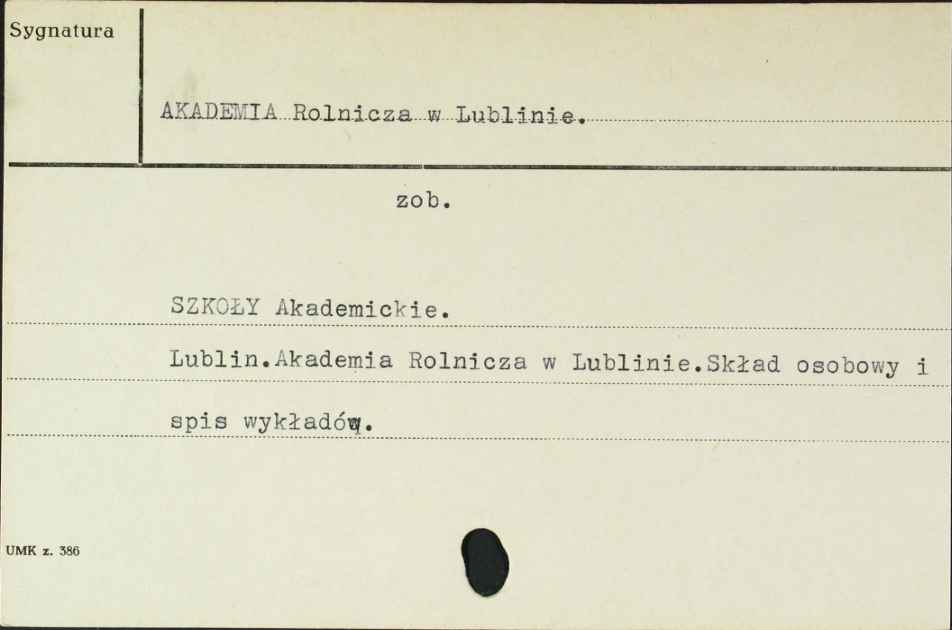 Sygnatura
AKADEMIA Rolnicza w Lublinie.
zob.
SZKOŁY Akademickie.
Lublin.Akademia Rolnicza w Lublinie.Skład osobowy i
spis wykładów.
UMK z. 386